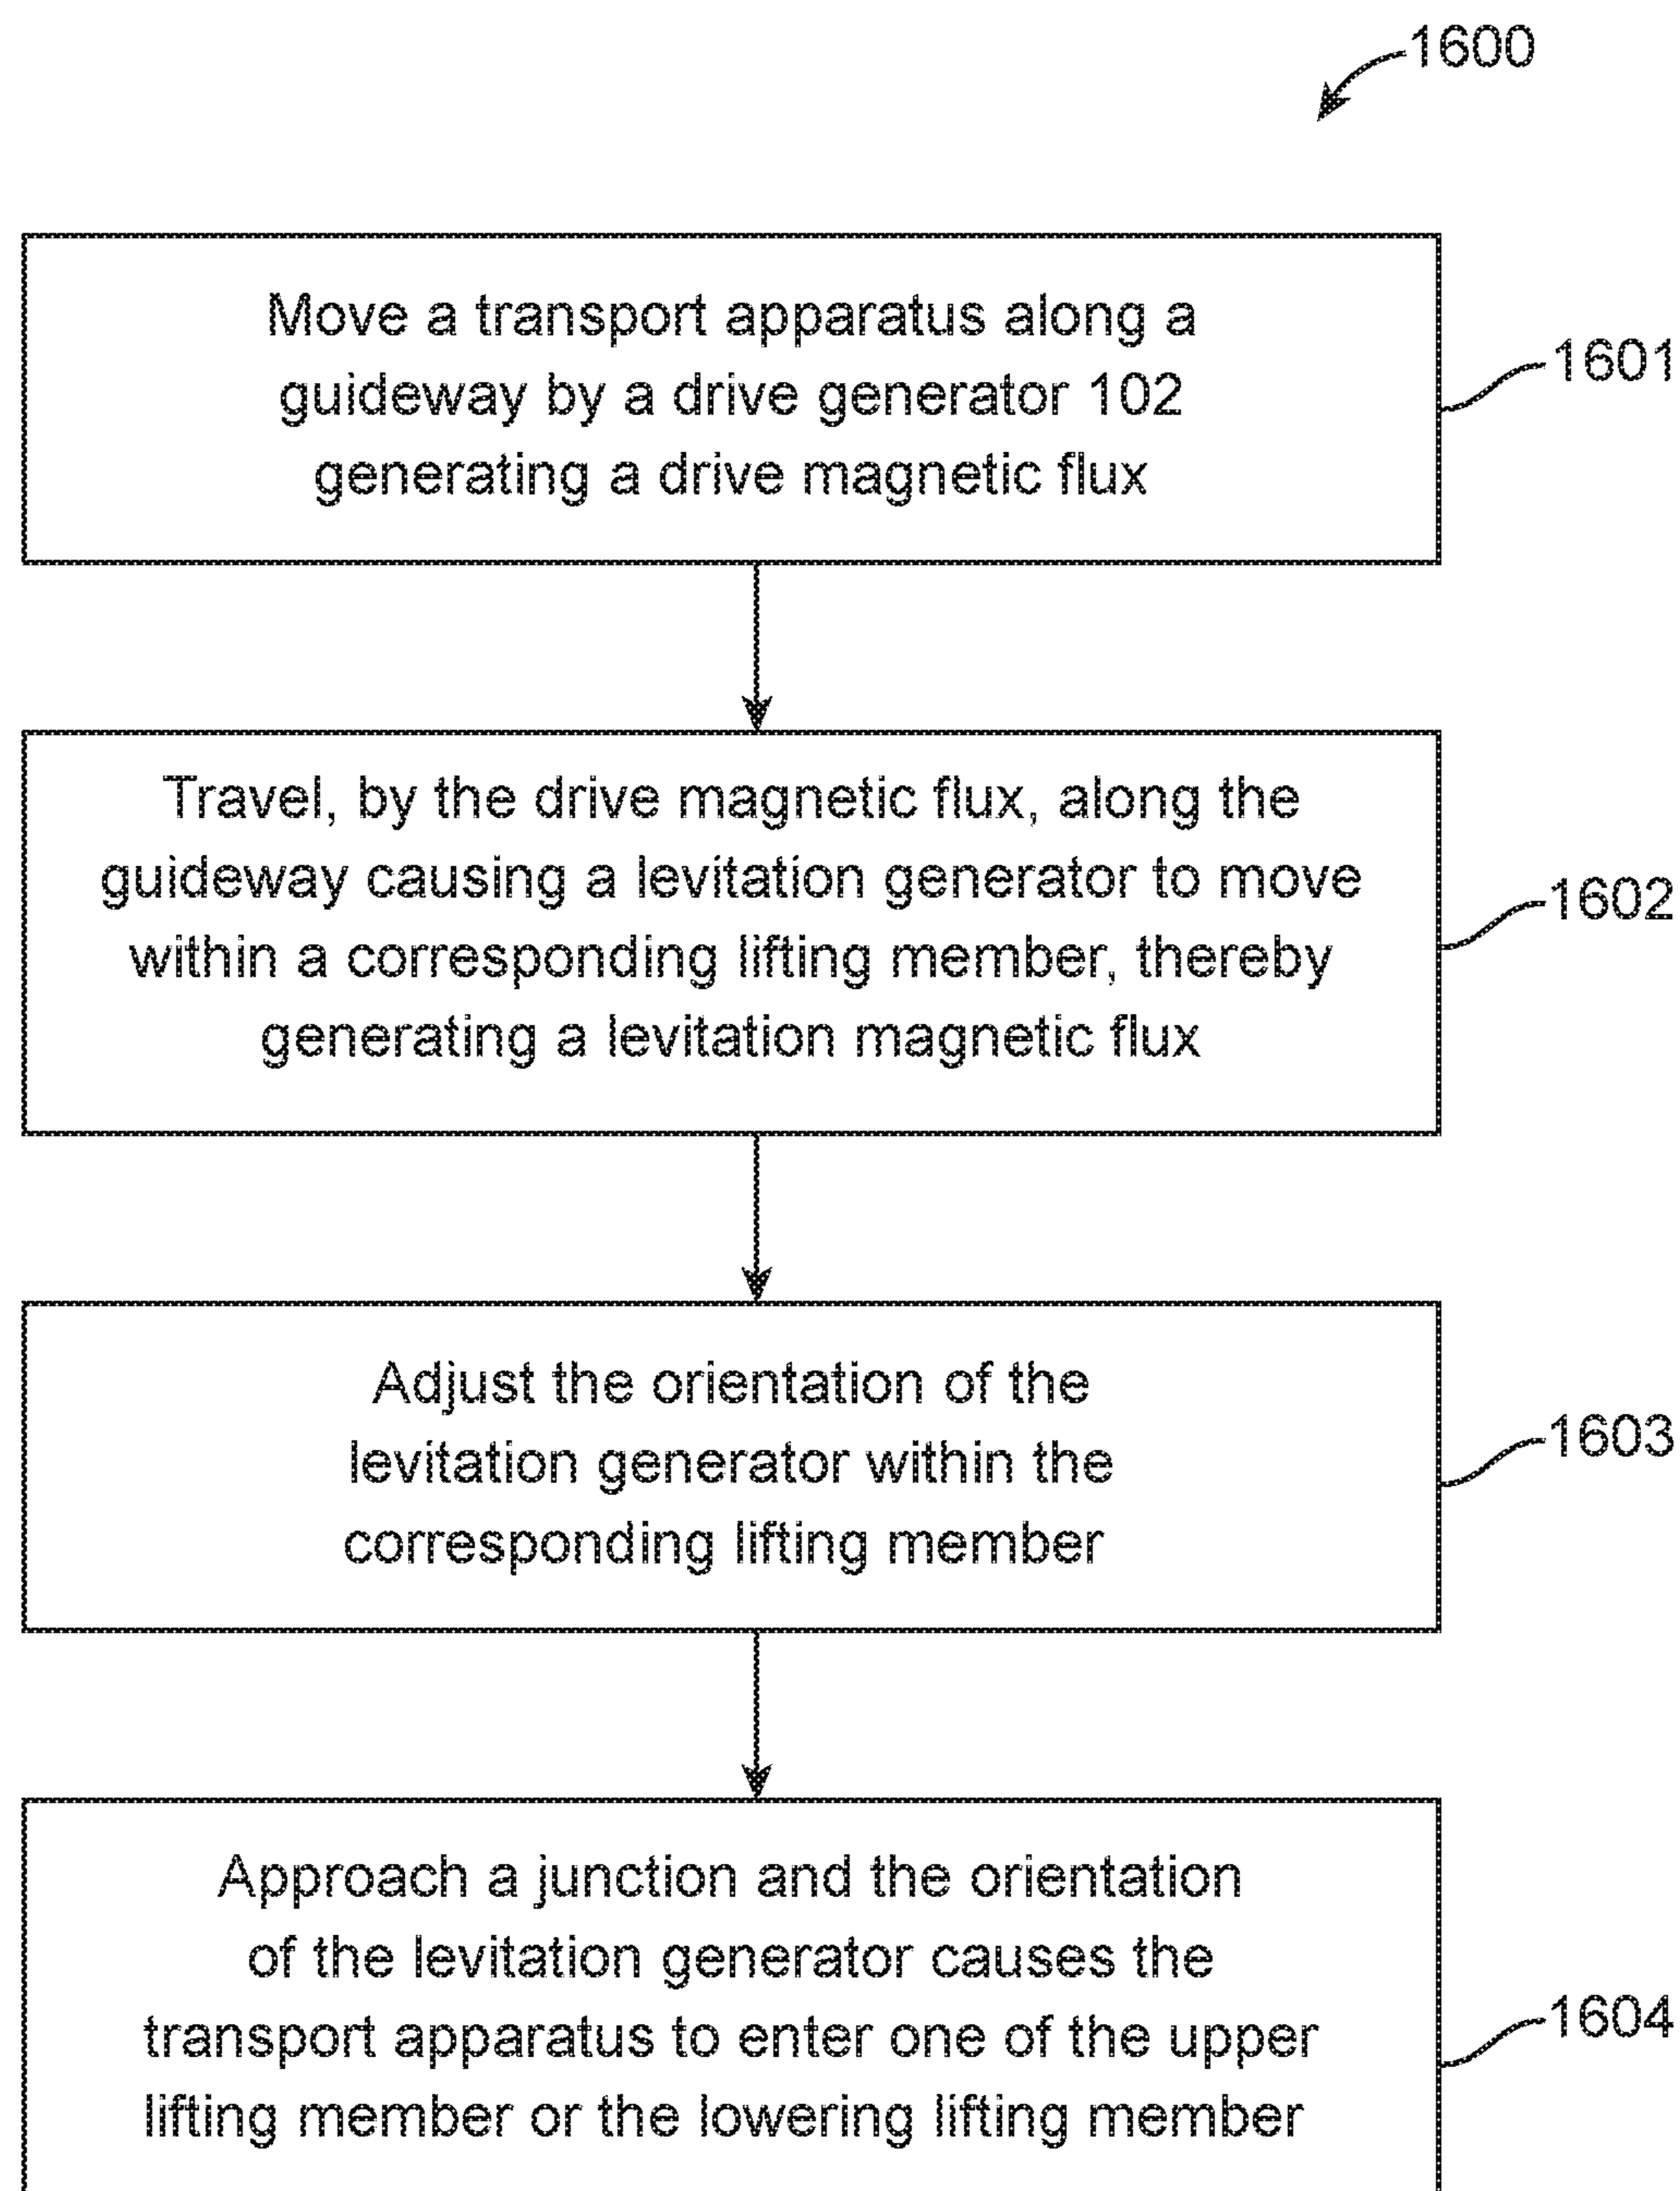 1600
Move a transport apparatus along a
guideway by a drive generator 102
generating a drive magnetic flux
1601
Travel, by the drive magnetic flux, along the
guideway causing a levitation generator to move
within a corresponding lifting member, thereby
generating a levitation magnetic flux
1602
Adjust the orientation of the
levitation generator within the
corresponding lifting member
1603
Approach a junction and the orientation
of the levitation generator causes the
transport apparatus to enter one of the upper
lifting member or the lowering lifting member
1604